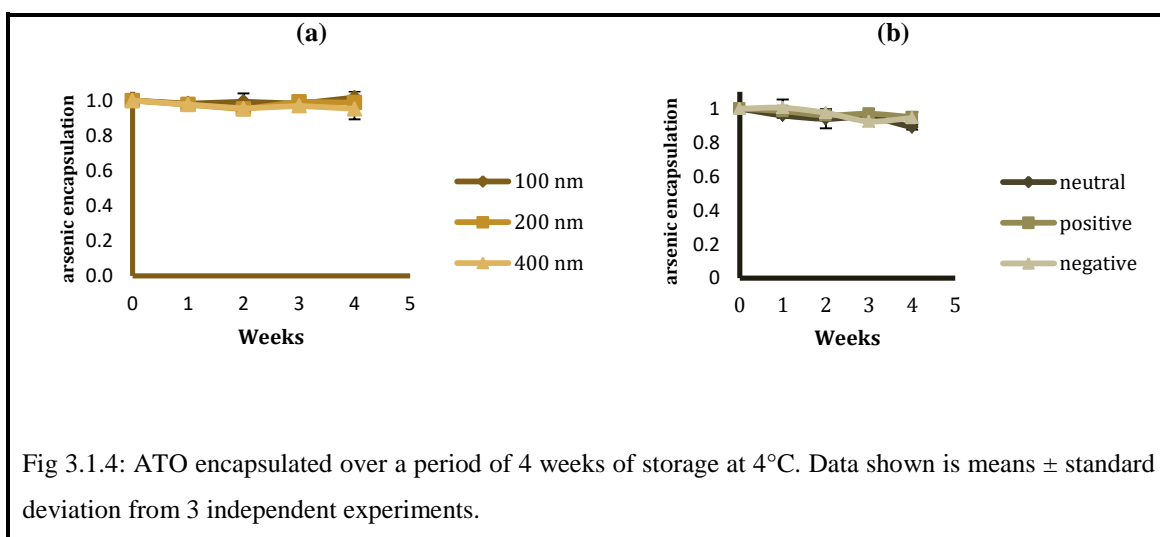 (a)
arsenic encapsulation
1.0
0.8
0.6
0.4
0.2
0.0
0 1 2 3 4 5
Weeks
100 nm
200 nm
400 nm
(b)
arsenic encapsulation
1
0.8
0.6
0.4
0.2
0
0 1 2 3 4 5
Weeks
neutral
positive
negative
Fig 3.1.4: ATO encapsulated over a period of 4 weeks of storage at 4°C. Data shown is means ± standard
deviation from 3 independent experiments.